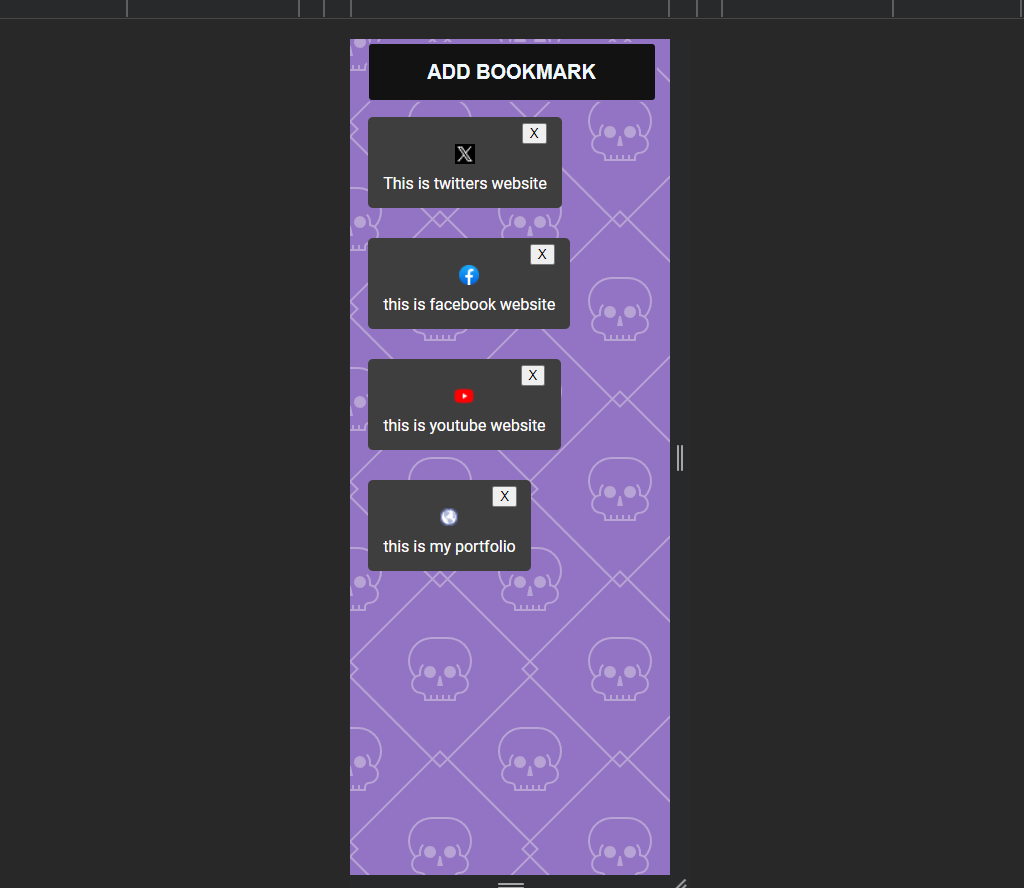 ADD BOOKMARK
X
This is twitters website
X
this is facebook website
X
this is youtube website
X
this is my portfolio